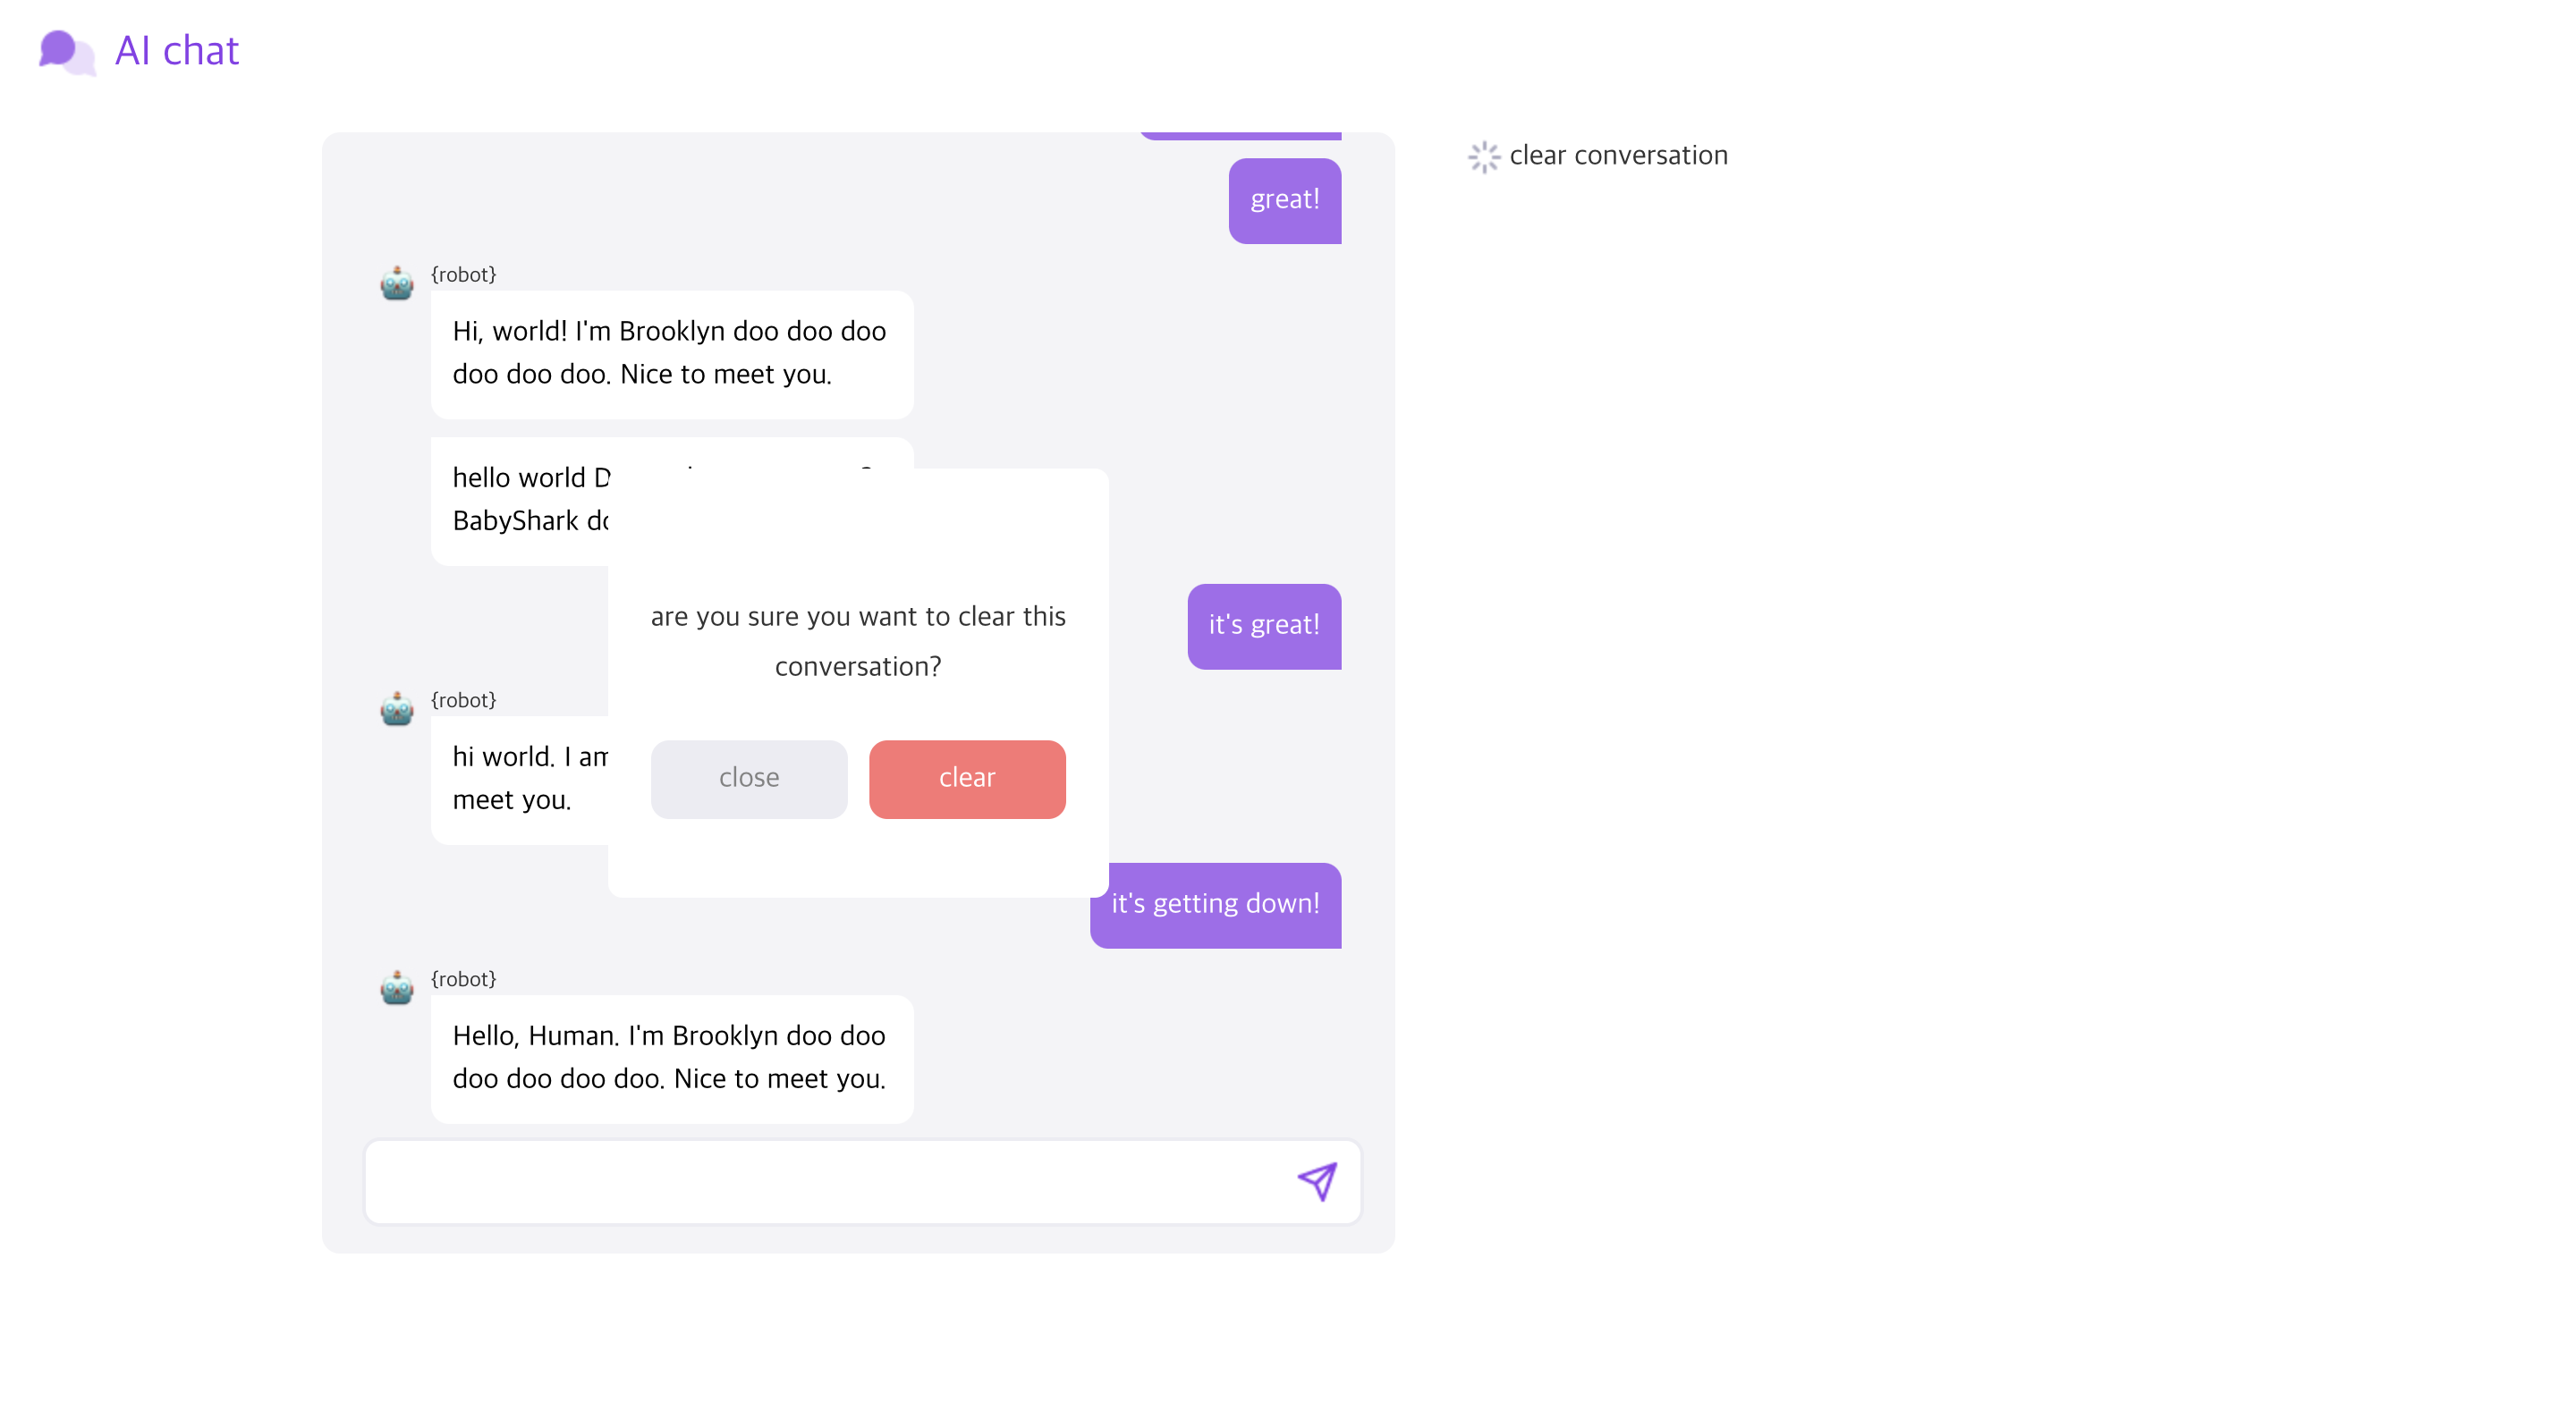 AI chat
clear conversation
great!
{robot}
Hi, world! I'm Brooklyn doo doo doo
doo doo doo. Nice to meet you.
hello world
BabyShark
it's great!
are you sure you want to clear this
conversation?
{robot}
hi world. I am
meet you.
close
clear
it's getting down!
{robot}
Hello, Human. I'm Brooklyn doo doo
doo doo doo doo. Nice to meet you.